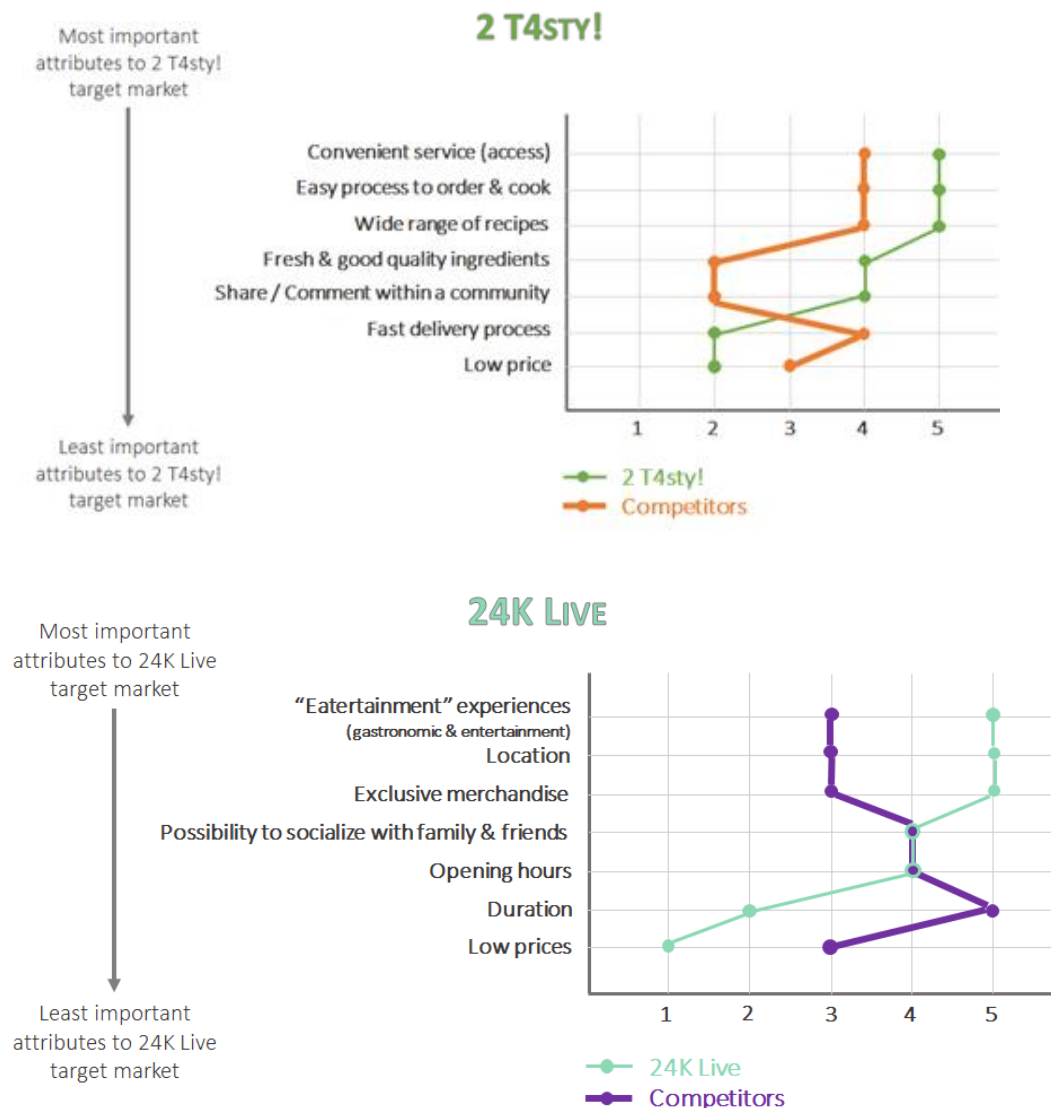 2 T4STY!
Most important
attributes to 2 T4sty!
target market
Convenient service (access)
Easy process to order & cook
Wide range of recipes
Fresh & good quality ingredients
Share / Comment within a community
Fast delivery process
Low price
1 2 3 4 5
Least important
attributes to 2 T4sty!
target market
2 T4sty!
Competitors
24K LIVE
Most important
attributes to 24K Live
target market
“Eatertainment” experiences
(gastronomic & entertainment)
Location
Exclusive merchandise
Possibility to socialize with family & friends
Opening hours
Duration
Low prices
1 2 3 4 5
Least important
attributes to 24K Live
target market
24K Live
Competitors